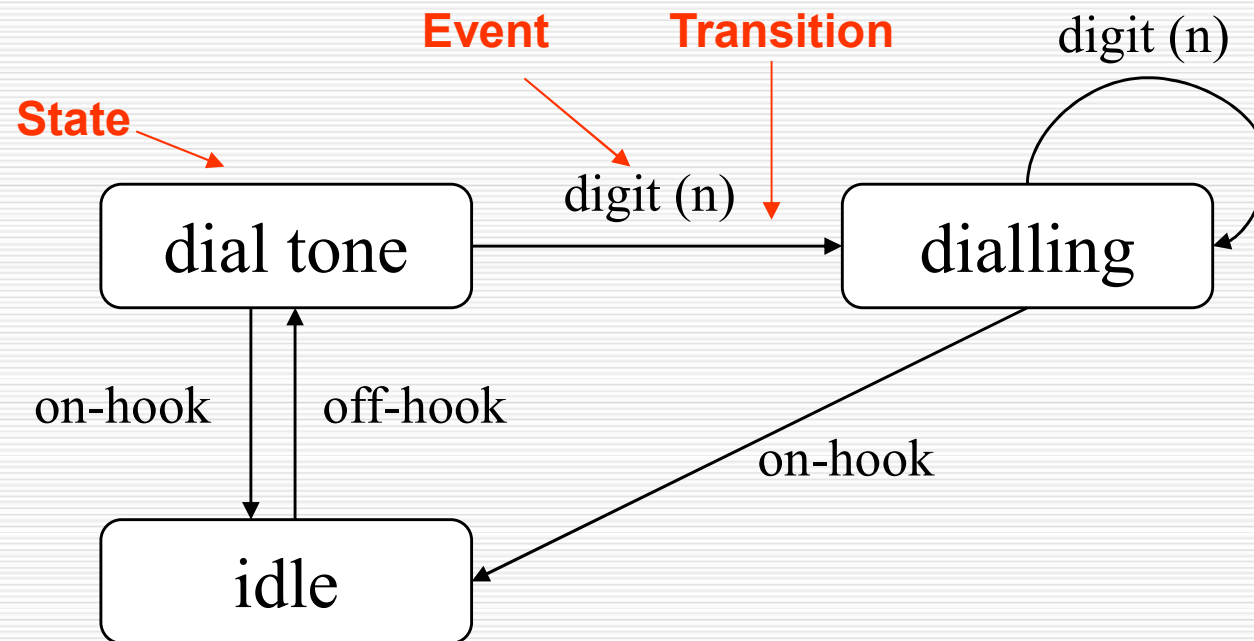 Event
Transition
digit (n)
State
digit (n)
dial tone
dialling
on-hook
off-hook
on-hook
idle